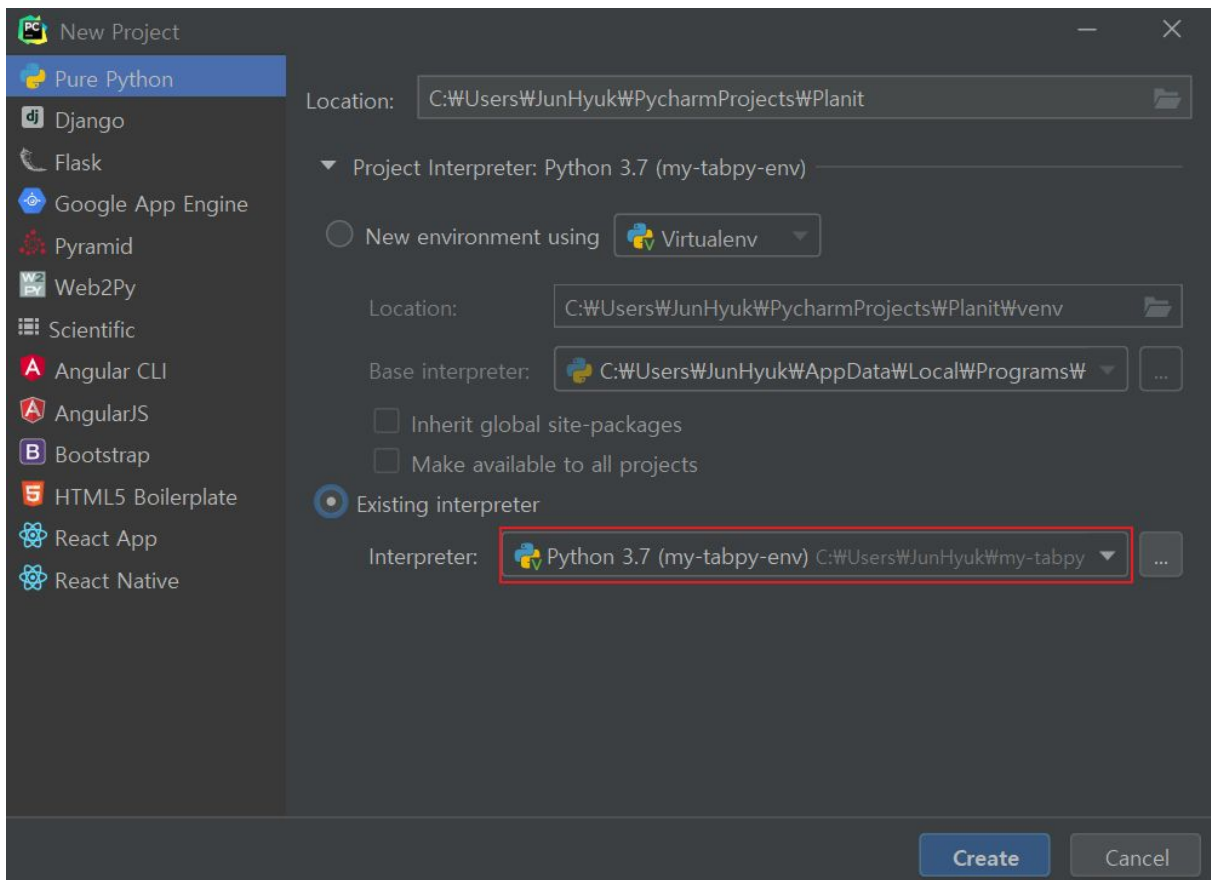 New Project
Pure Python
Django
Flask
Google App Engine
Pyramid
Web2Py
Scientific
Angular CLI
AngularJS
Bootstrap
HTML5 Boilerplate
React App
React Native
Location: C:₩Users₩JunHyuk₩PycharmProjects₩Planit
Project Interpreter: Python 3.7 (my-tabpy-env)
New environment using Virtualenv
Location: C:₩Users₩JunHyuk₩PycharmProjects₩Planit₩venv
Base interpreter: C:₩Users₩JunHyuk₩AppData₩Local₩Programs₩ ...
Inherit global site-packages
Make available to all projects
Existing interpreter
Interpreter: Python 3.7 (my-tabpy-env) C:₩Users₩JunHyuk₩my-tabpy ...
Create Cancel